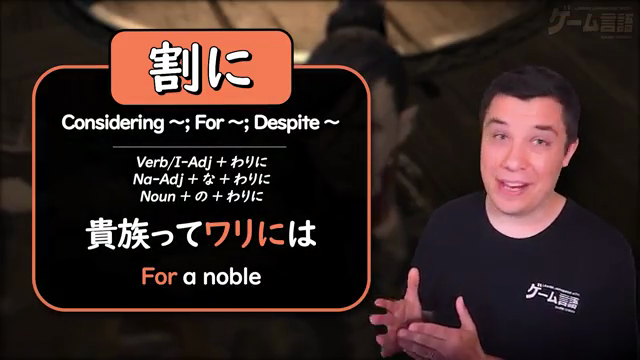 割に
Considering ～; For ～; Despite ～
Verb/I-Adj + わりに
Na-Adj + な + わりに
Noun + の + わりに
貴族ってワリには
For a noble
ゲーム言語
ゲーム言語